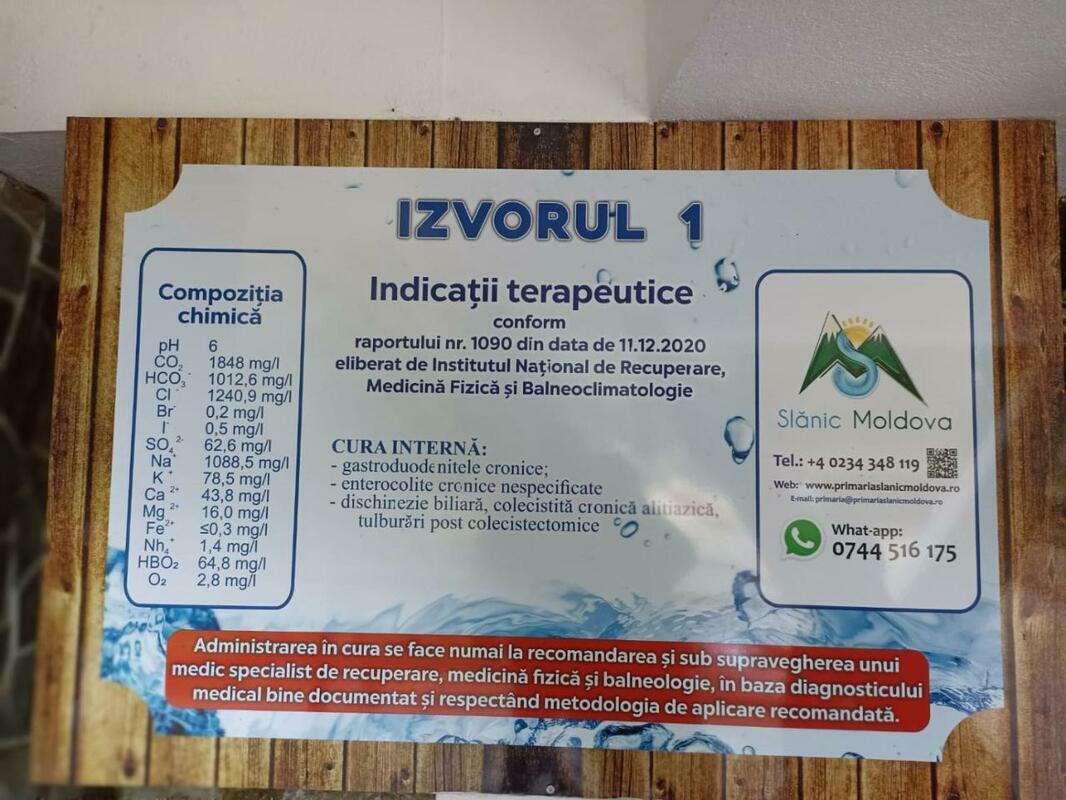 IZVORUL 1
Compoziția
chimică
pH 6
CO₂ 1848 mg/l
HCO₃⁻ 1012,6 mg/l
Cl⁻ 1240,9 mg/l
Br⁻ 0,2 mg/l
I⁻ 0,5 mg/l
SO₄²⁻ 62,6 mg/l
Na⁺ 1088,5 mg/l
K⁺ 78,5 mg/l
Ca²⁺ 43,8 mg/l
Mg²⁺ 16,0 mg/l
Fe²⁺ ≤0,3 mg/l
Nh₄⁺ 1,4 mg/l
HBO₂ 64,8 mg/l
O₂ 2,8 mg/l
Indicații terapeutice
conform
raportului nr. 1090 din data de 11.12.2020
eliberat de Institutul Național de Recuperare,
Medicină Fizică și Balneoclimatologie
CURA INTERNĂ:
- gastroduodenitele cronice;
- enterocolite cronice nespecificate
- dischinezie biliară, colecistită cronică alitiazică,
tulburări post colecistectomice
Slănic Moldova
Tel.: +4 0234 348 119
Web: www.primariaslanicmoldova.ro
E-mail: primaria@primariaslanicmoldova.ro
What-app:
0744 516 175
Administrarea în cura se face numai la recomandarea și sub supravegherea unui
medic specialist de recuperare, medicină fizică și balneologie, în baza diagnosticului
medical bine documentat și respectând metodologia de aplicare recomandată.